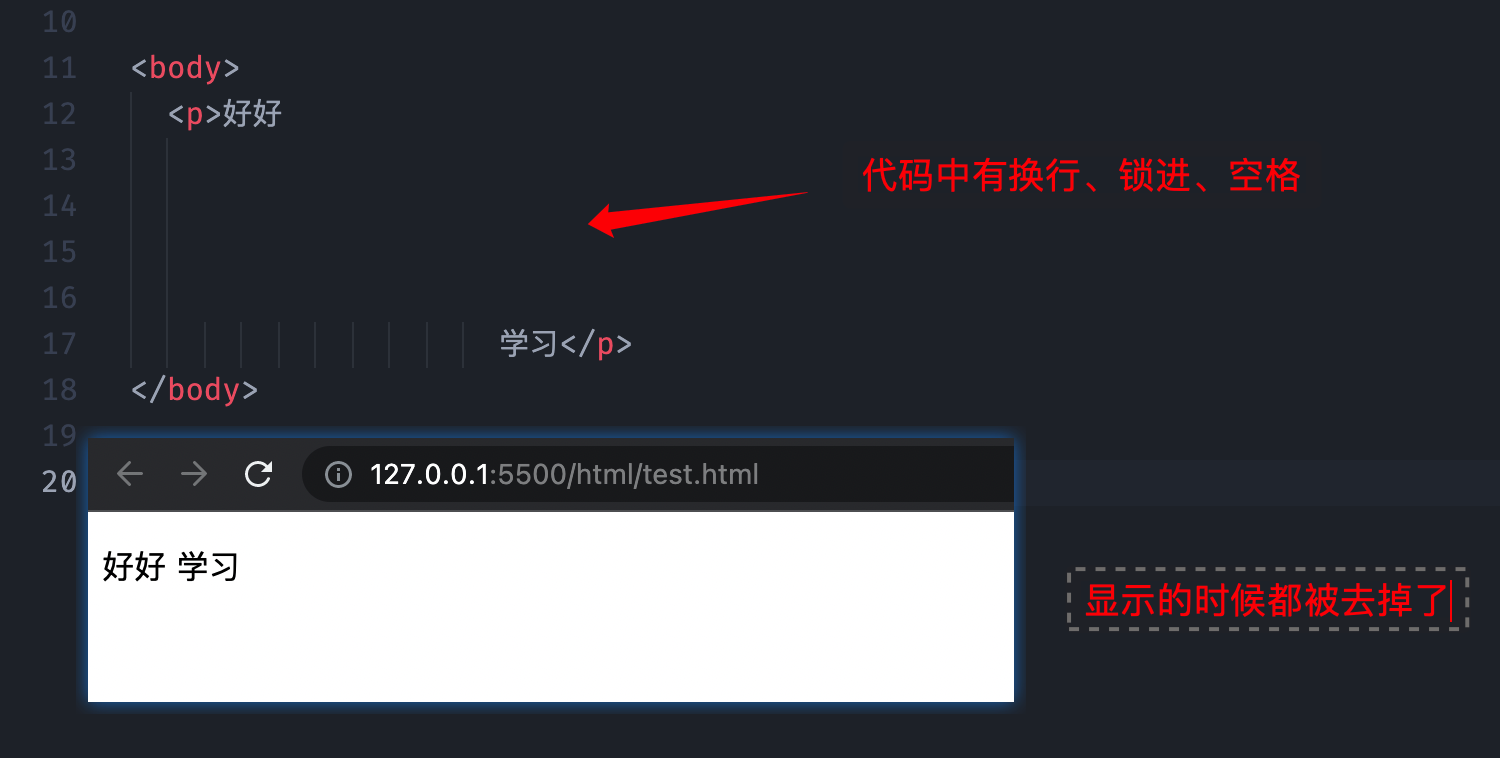 10
11 <body>
12 <p>好好
13
代码中有换行、锁进、空格
14
15
16
17 学习</p>
18 </body>
19
20
127.0.0.1:5500/html/test.html
好好 学习
显示的时候都被去掉了